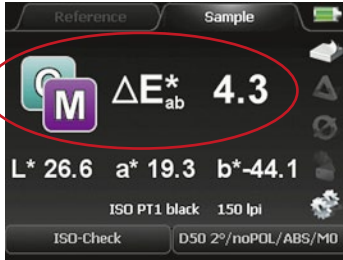 Reference Sample
C M ΔE*ab 4.3
L* 26.6 a* 19.3 b*-44.1
ISO PT1 black 150 lpi
ISO-Check D50 2°/noPOL/ABS/M0